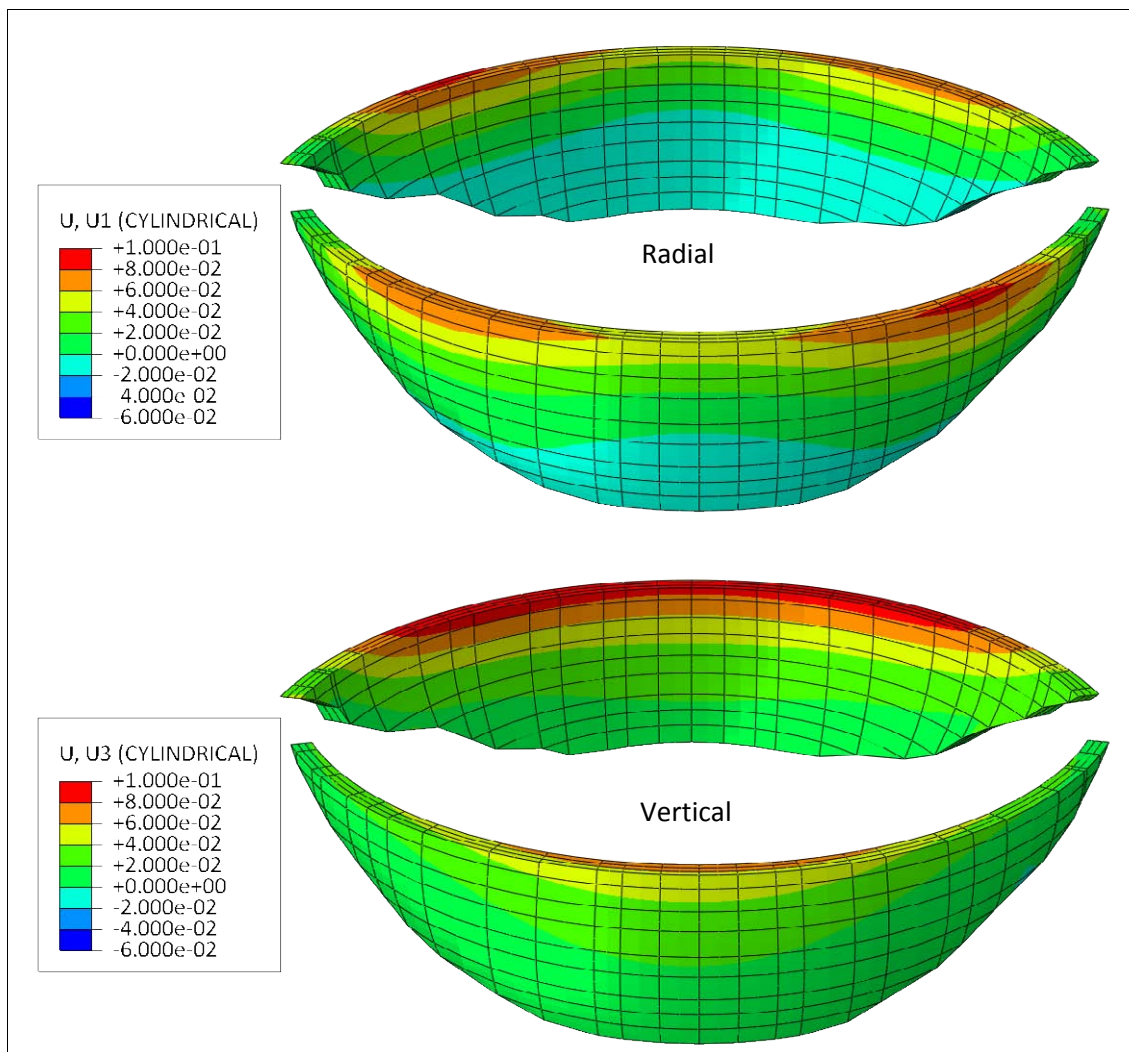 U, U1 (CYLINDRICAL)
+1.000e-01
+8.000e-02
+6.000e-02
+4.000e-02
+2.000e-02
+0.000e+00
-2.000e-02
4.000e-02
-6.000e-02
Radial
U, U3 (CYLINDRICAL)
+1.000e-01
+8.000e-02
+6.000e-02
+4.000e-02
+2.000e-02
+0.000e+00
-2.000e-02
-4.000e-02
-6.000e-02
Vertical